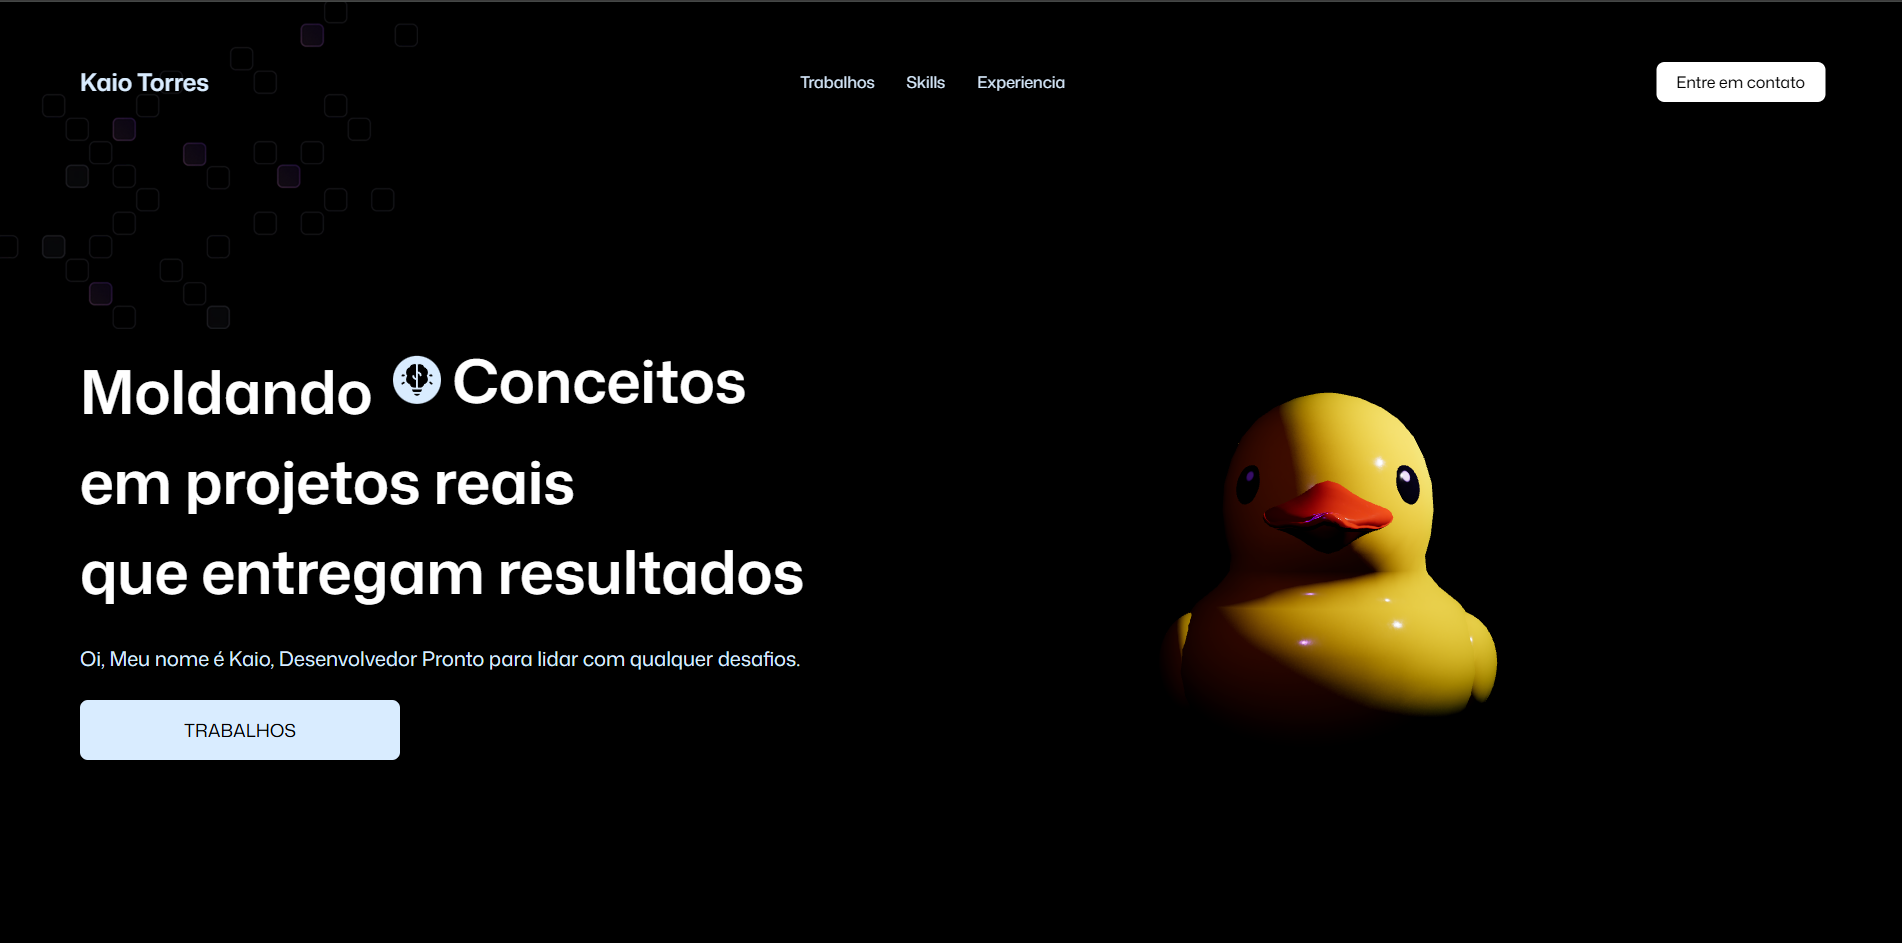 Kaio Torres
Trabalhos Skills Experiencia
Entre em contato
Moldando Conceitos
em projetos reais
que entregam resultados
Oi, Meu nome é Kaio, Desenvolvedor Pronto para lidar com qualquer desafios.
TRABALHOS